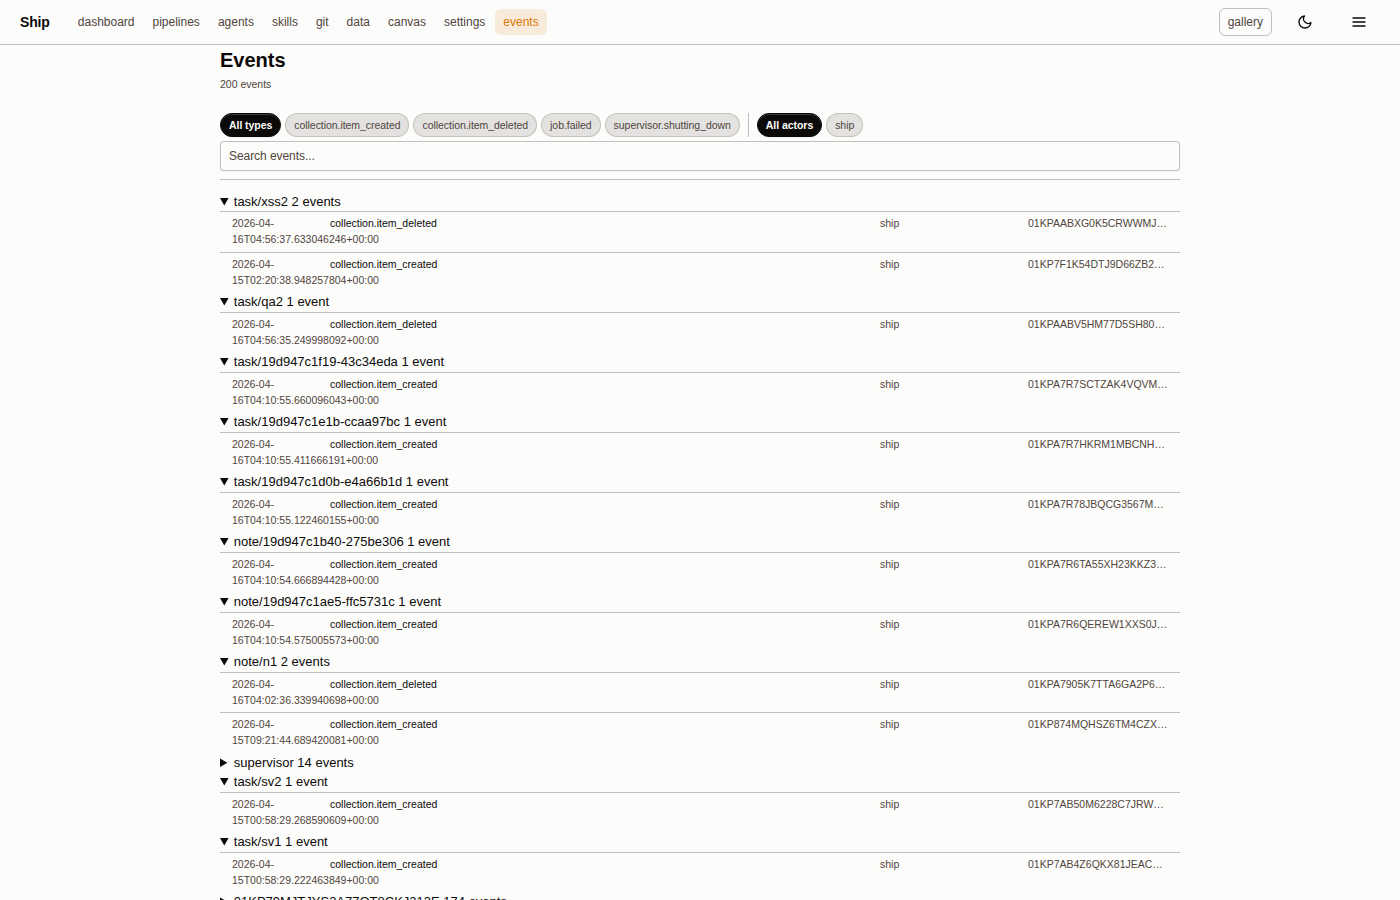 Ship dashboard pipelines agents skills git data canvas settings events gallery
Events
200 events
All types collection.item_created collection.item_deleted job.failed supervisor.shutting_down All actors ship
Search events...
task/xss2 2 events
2026-04- collection.item_deleted ship 01KPAABXG0K5CRWWMJ…
16T04:56:37.633046246+00:00
2026-04- collection.item_created ship 01KP7F1K54DTJ9D66ZB2…
15T02:20:38.948257804+00:00
task/qa2 1 event
2026-04- collection.item_deleted ship 01KPAABV5HM77D5SH80…
16T04:56:35.249998092+00:00
task/19d947c1f19-43c34eda 1 event
2026-04- collection.item_created ship 01KPA7R7SCTZAK4VQVM…
16T04:10:55.660096043+00:00
task/19d947c1e1b-ccaa97bc 1 event
2026-04- collection.item_created ship 01KPA7R7HKRM1MBCNH…
16T04:10:55.411666191+00:00
task/19d947c1d0b-e4a66b1d 1 event
2026-04- collection.item_created ship 01KPA7R78JBQCG3567M…
16T04:10:55.122460155+00:00
note/19d947c1b40-275be306 1 event
2026-04- collection.item_created ship 01KPA7R6TA55XH23KKZ3…
16T04:10:54.666894428+00:00
note/19d947c1ae5-ffc5731c 1 event
2026-04- collection.item_created ship 01KPA7R6QEREW1XXS0J…
16T04:10:54.575005573+00:00
note/n1 2 events
2026-04- collection.item_deleted ship 01KPA7905K7TTA6GA2P6…
16T04:02:36.339940698+00:00
2026-04- collection.item_created ship 01KP874MQHSZ6TM4CZX…
15T09:21:44.689420081+00:00
supervisor 14 events
task/sv2 1 event
2026-04- collection.item_created ship 01KP7AB50M6228C7JRW…
15T00:58:29.268590609+00:00
task/sv1 1 event
2026-04- collection.item_created ship 01KP7AB4Z6QKX81JEAC…
15T00:58:29.222463849+00:00
174 events